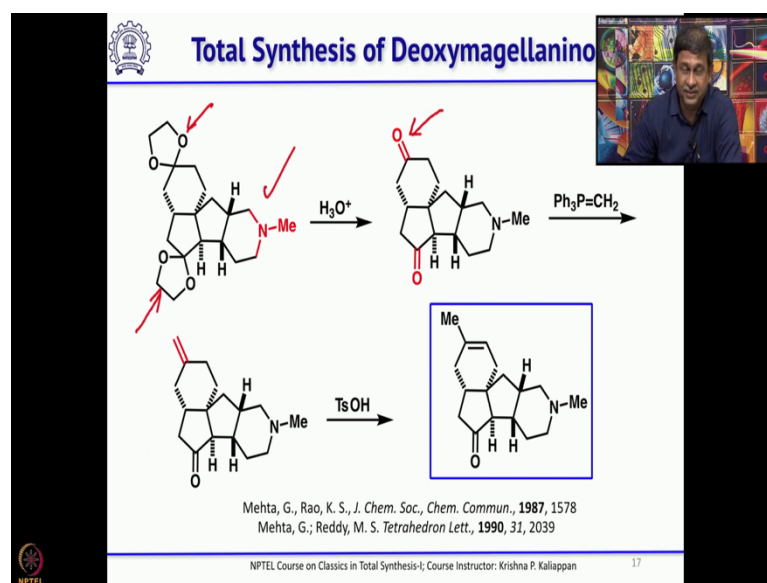 Total Synthesis of Deoxymagellanino
O
O
H
H₃O⁺
N
Me
O
O
H
H
O
H
N
Me
H
H
O
Ph₃P=CH₂
H
N
Me
H
H
O
TsOH
Me
H
N
Me
H
H
O
Mehta, G., Rao, K. S., J. Chem. Soc., Chem. Commun., 1987, 1578
Mehta, G.; Reddy, M. S. Tetrahedron Lett., 1990, 31, 2039
NPTEL Course on Classics in Total Synthesis-I; Course Instructor: Krishna P. Kaliappan
17
NPTEL